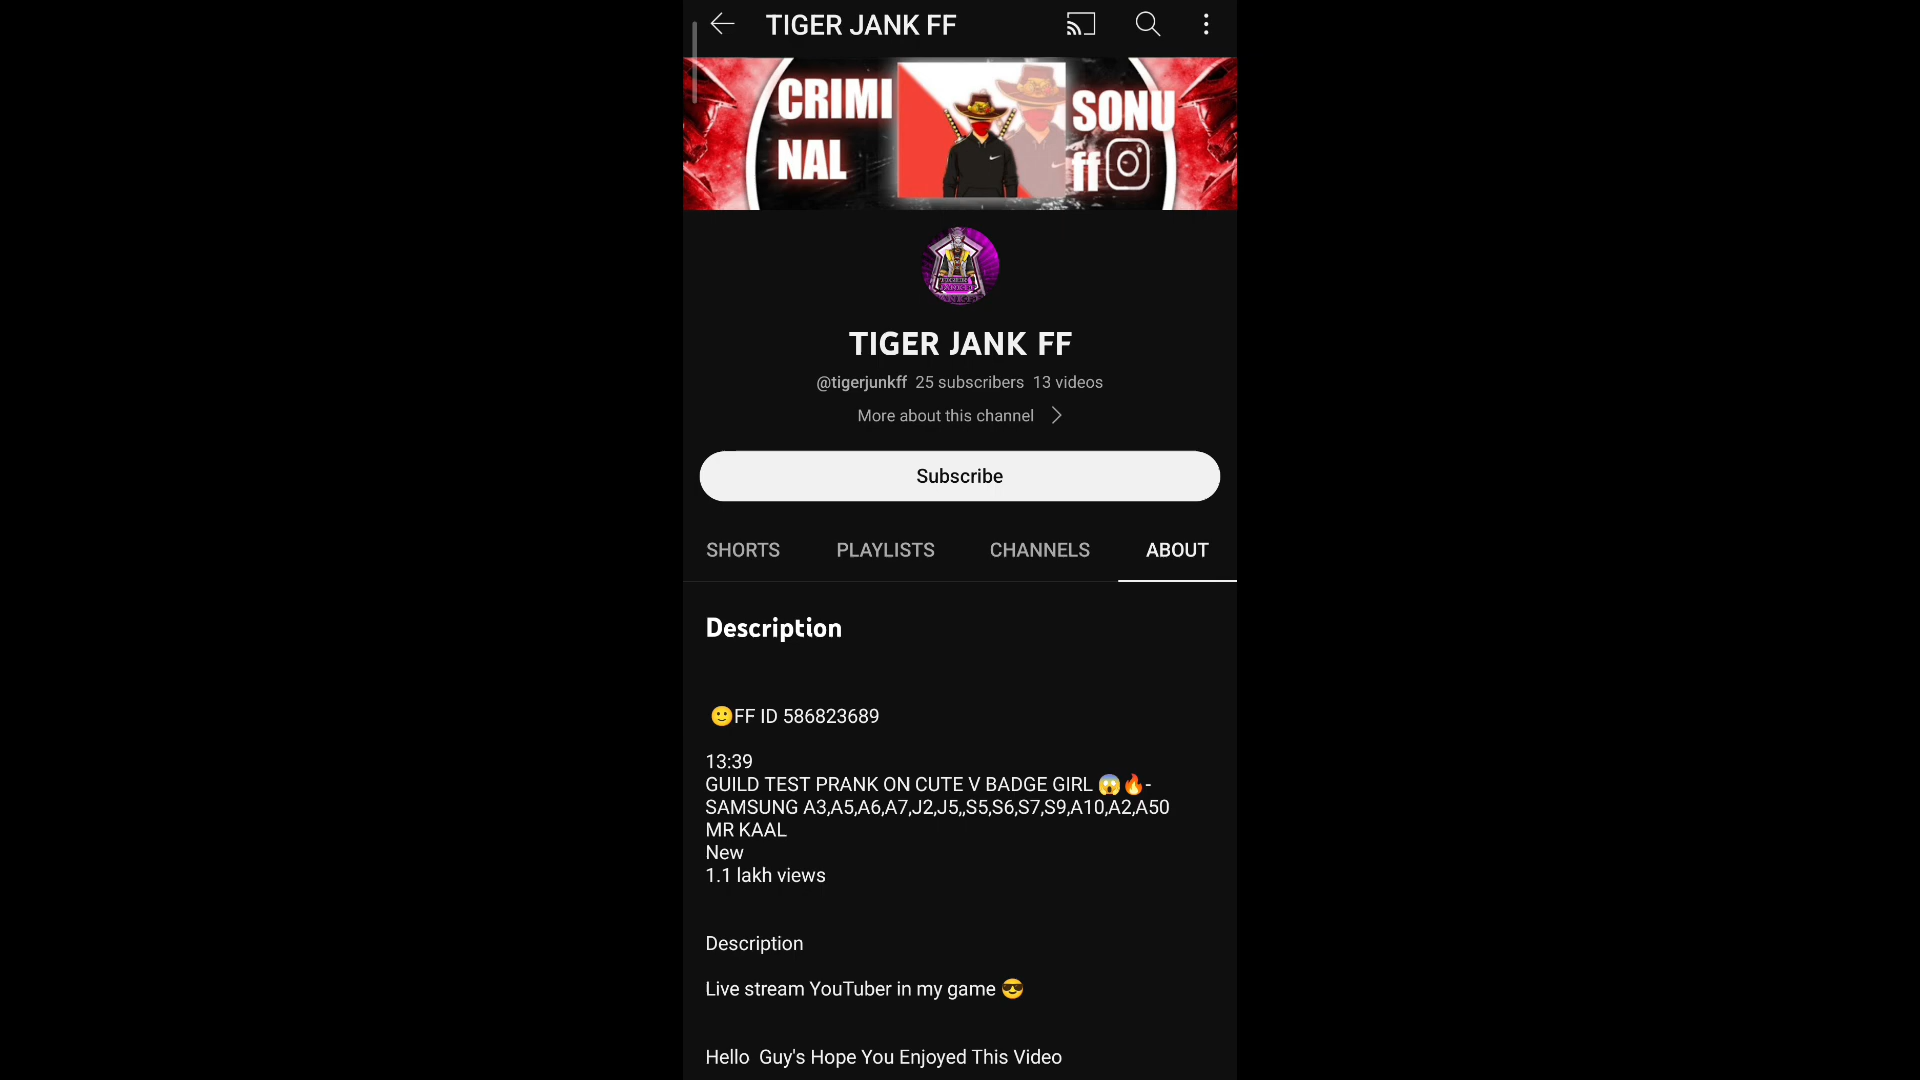 TIGER JANK FF
CRIMI
NAL
SONU
ff
TIGER JANK FF
@tigerjunkff 25 subscribers 13 videos
More about this channel
Subscribe
SHORTS PLAYLISTS CHANNELS ABOUT
Description
🙂FF ID 586823689
13:39
GUILD TEST PRANK ON CUTE V BADGE GIRL 😱🔥-
SAMSUNG A3,A5,A6,A7,J2,J5,,S5,S6,S7,S9,A10,A2,A50
MR KAAL
New
1.1 lakh views
Description
Live stream YouTuber in my game 😎
Hello  Guy's Hope You Enjoyed This Video